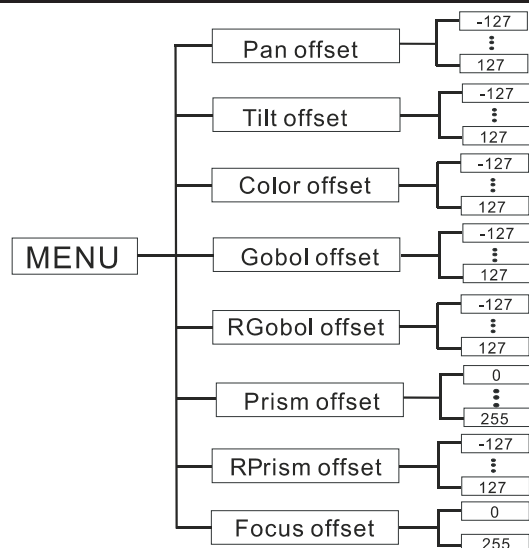 -127
Pan offset
127
-127
Tilt offset
127
-127
Color offset
127
MENU
-127
Gobol offset
127
-127
RGobol offset
127
0
Prism offset
255
-127
RPrism offset
127
0
Focus offset
255